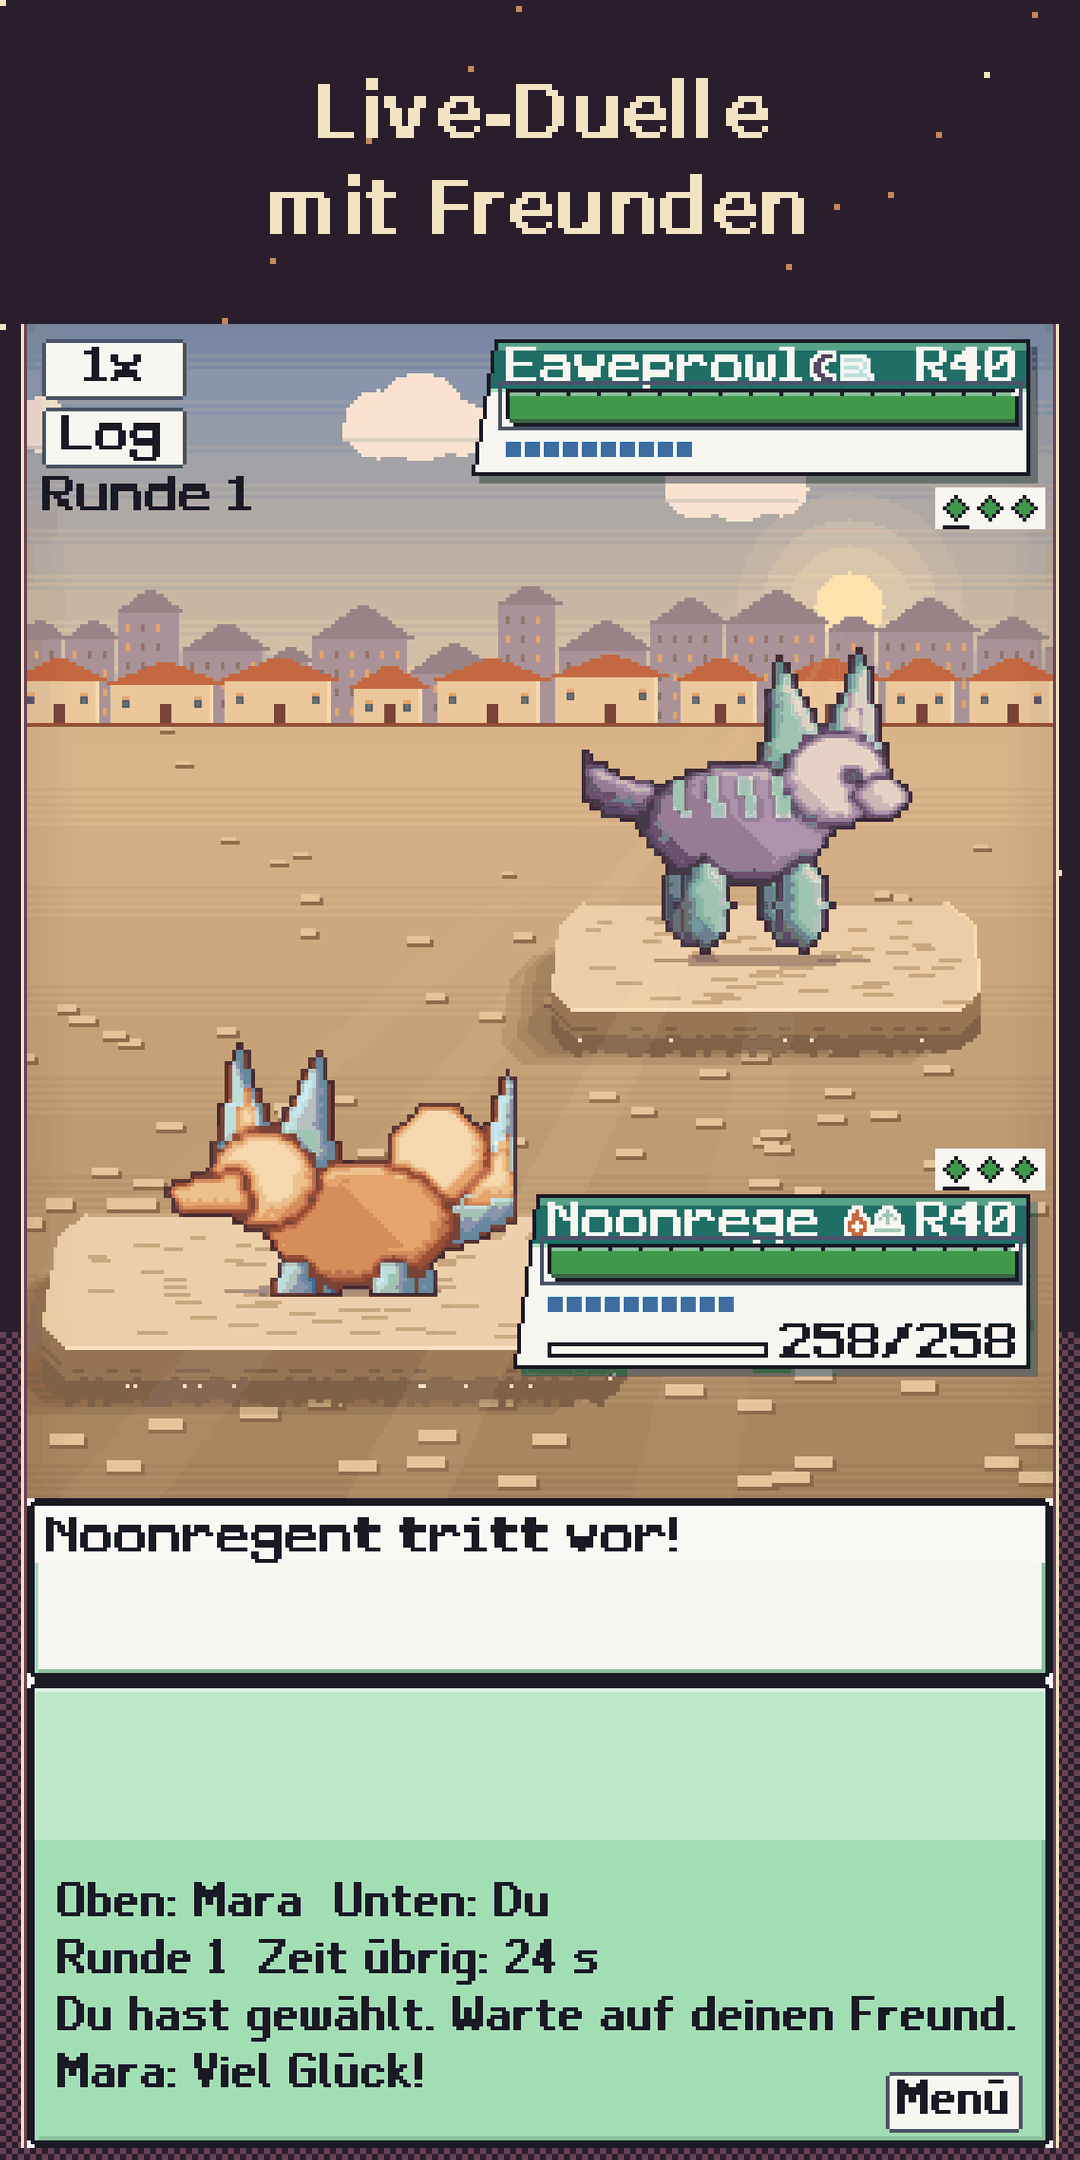 Live-Duelle
mit Freunden
1x
Eaveprowl R40
Log
Runde 1
Noonrege R40
258/258
Noonregent tritt vor!
Oben: Mara Unten: Du
Runde 1 Zeit übrig: 24 s
Du hast gewählt. Warte auf deinen Freund.
Mara: Viel Glück!
Menü